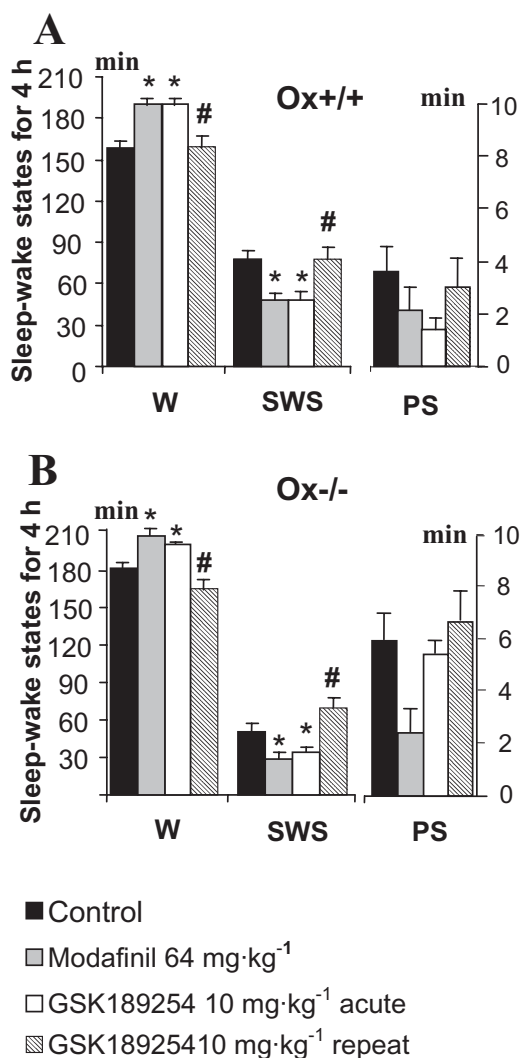 A
min
Ox+/+
min
Sleep-wake states for 4 h
210
180
150
120
90
60
30
0
* * #
* * #
10
8
6
4
2
0
W SWS PS
B
Ox-/-
min
min
Sleep-wake states for 4 h
210
180
150
120
90
60
30
* * #
* * #
10
8
6
4
2
0
W SWS PS
Control
Modafinil 64 mg·kg⁻¹
GSK189254 10 mg·kg⁻¹ acute
GSK18925410 mg·kg⁻¹ repeat